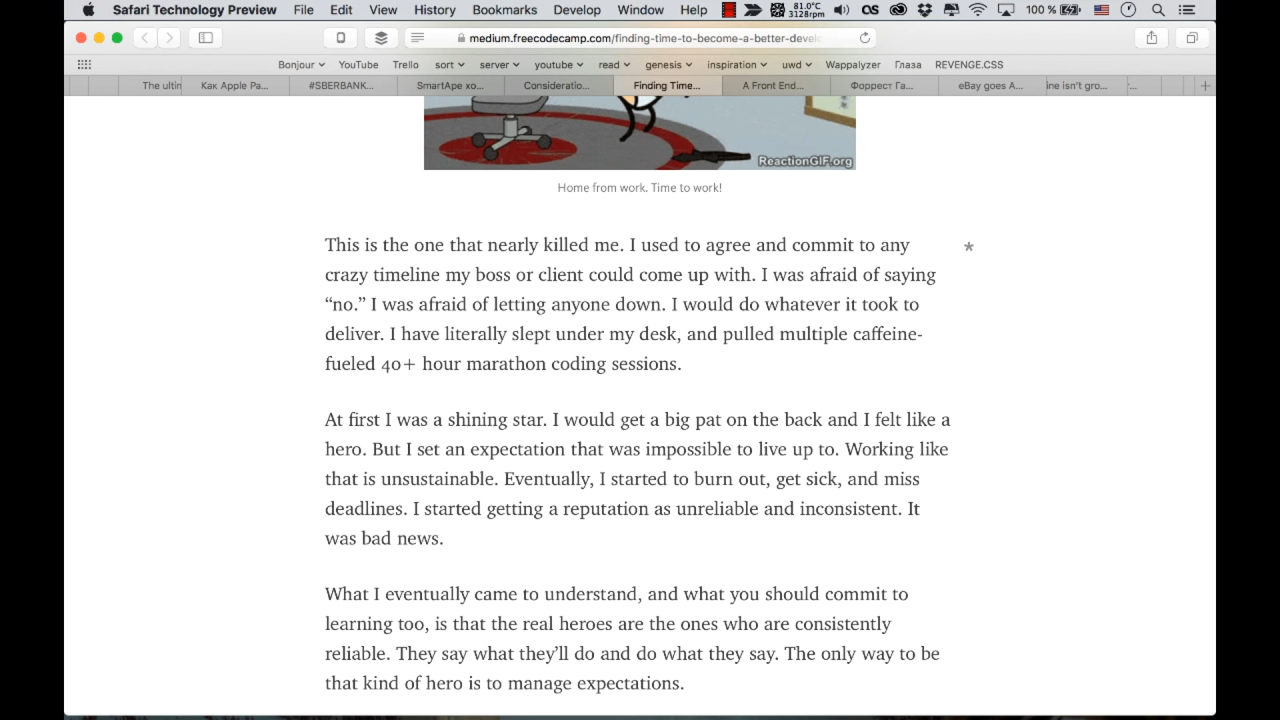 Safari Technology Preview File Edit View History Bookmarks Develop Window Help 81.0°C 3128rpm 100 %
medium.freecodecamp.com/finding-time-to-become-a-better-develo
Bonjour YouTube Trello sort server youtube read genesis inspiration uwd Wappalyzer Глаза REVENGE.CSS
The ultin Как Apple Pa... #SBERBANK... SmartApe xo... Consideratio... Finding Time... A Front End... Форрест Га... eBay goes A... ine isn't gro...
ReactionGIF.org
Home from work. Time to work!
This is the one that nearly killed me. I used to agree and commit to any
crazy timeline my boss or client could come up with. I was afraid of saying
“no.” I was afraid of letting anyone down. I would do whatever it took to
deliver. I have literally slept under my desk, and pulled multiple caffeine-
fueled 40+ hour marathon coding sessions.
At first I was a shining star. I would get a big pat on the back and I felt like a
hero. But I set an expectation that was impossible to live up to. Working like
that is unsustainable. Eventually, I started to burn out, get sick, and miss
deadlines. I started getting a reputation as unreliable and inconsistent. It
was bad news.
What I eventually came to understand, and what you should commit to
learning too, is that the real heroes are the ones who are consistently
reliable. They say what they’ll do and do what they say. The only way to be
that kind of hero is to manage expectations.